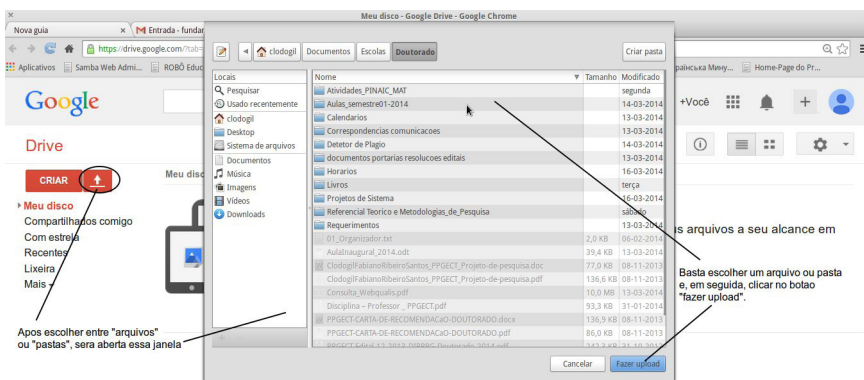 Meu disco - Google Drive - Google Chrome
Nova guia
Entrada - fundar
https://drive.google.com/?tab=
Aplicativos
Samba Web Admi...
ROBÔ Educ
раїнська Мину...
Home-Page do Pr...
clodogil
Documentos
Escolas
Doutorado
Criar pasta
Locais
Pesquisar
Usado recentemente
clodogil
Desktop
Sistema de arquivos
Documentos
Música
Imagens
Vídeos
Downloads
Nome Tamanho Modificado
Atividades_PINAIC_MAT segunda
Aulas_semestre01-2014 14-03-2014
Calendarios 13-03-2014
Correspondencias comunicacoes 13-03-2014
Detetor de Plagio 14-03-2014
documentos portarias resolucoes editais 13-03-2014
Horarios 16-03-2014
Livros terça
Projetos de Sistema 16-03-2014
Referencial Teorico e Metodologias_de_Pesquisa sábado
Requerimentos 13-03-2014
01_Organizador.txt 2,0 KB 06-02-2014
AulaInaugural_2014.odt 39,4 KB 13-03-2014
ClodogilFabianoRibeiroSantos_PPGECT_Projeto-de-pesquisa.doc 77,0 KB 08-11-2013
ClodogilFabianoRibeiroSantos_PPGECT_Projeto-de-pesquisa.pdf 136,6 KB 08-11-2013
Consulta_Webqualis.pdf 10,0 MB 13-03-2014
Disciplina – Professor _ PPGECT.pdf 93,3 KB 31-01-2014
PPGECT-CARTA-DE-RECOMENDACaO-DOUTORADO.docx 136,9 KB 08-11-2013
PPGECT-CARTA-DE-RECOMENDACaO-DOUTORADO.pdf 86,0 KB 08-11-2013
Cancelar
Fazer upload
Google
+Você
Drive
CRIAR
Meu disc
Meu disco
Compartilhados comigo
Com estrela
Recentes
Lixeira
Mais
us arquivos a seu alcance em
Basta escolher um arquivo ou pasta
e, em seguida, clicar no botao
"fazer upload".
Apos escolher entre "arquivos"
ou "pastas", sera aberta essa janela